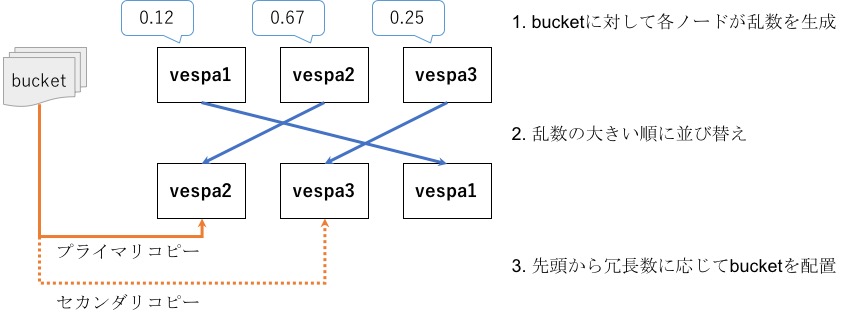 0.12
0.67
0.25
1. bucketに対して各ノードが乱数を生成
bucket
vespa1
vespa2
vespa3
2. 乱数の大きい順に並び替え
vespa2
vespa3
vespa1
プライマリコピー
3. 先頭から冗長数に応じてbucketを配置
セカンダリコピー